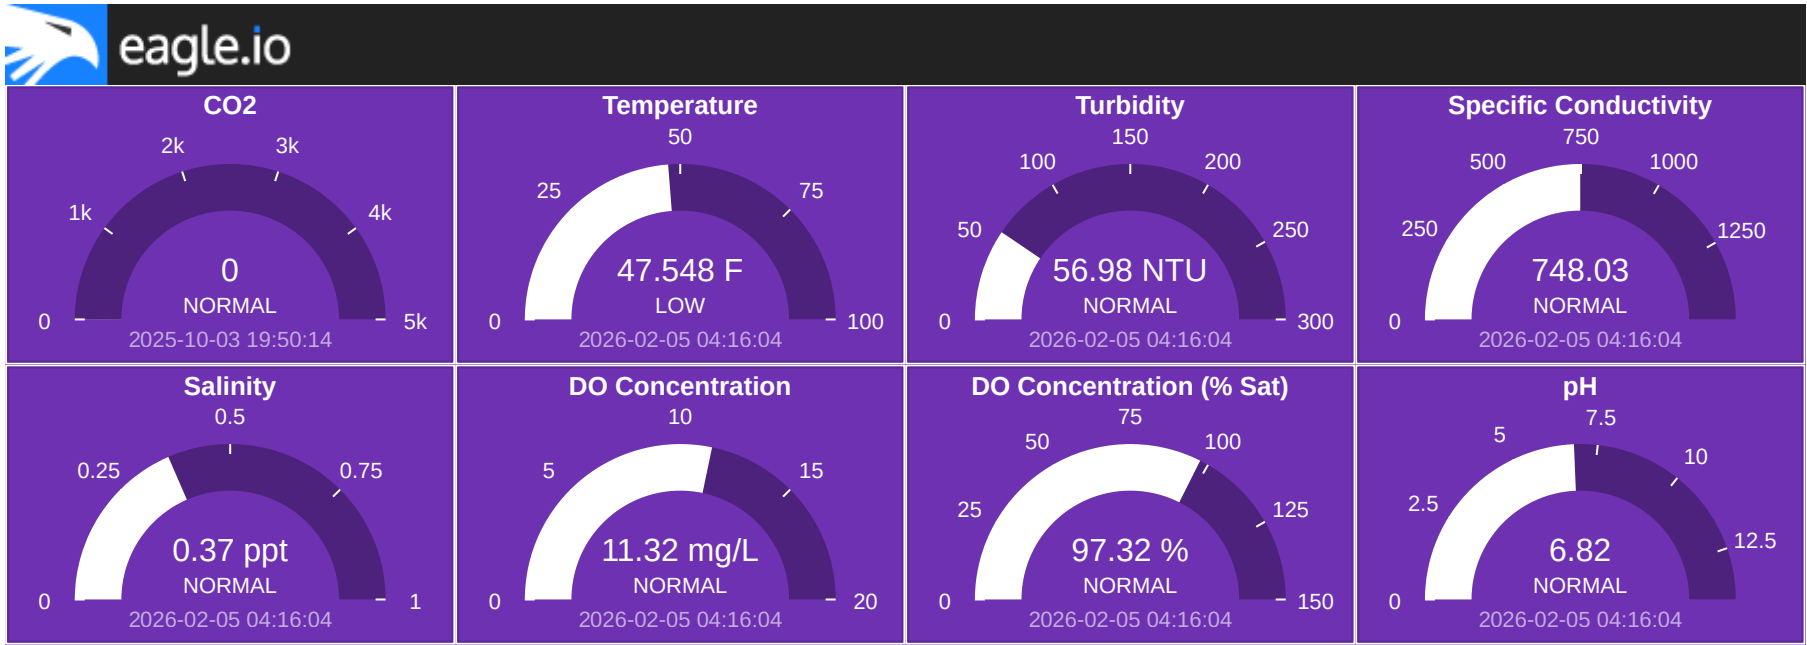 eagle.io
CO2
2k
3k
1k
4k
0
5k
0
NORMAL
2025-10-03 19:50:14
Temperature
50
25
75
0
100
47.548 F
LOW
2026-02-05 04:16:04
Turbidity
150
100
200
50
250
0
300
56.98 NTU
NORMAL
2026-02-05 04:16:04
Specific Conductivity
750
500
1000
250
1250
0
748.03
NORMAL
2026-02-05 04:16:04
Salinity
0.5
0.25
0.75
0
1
0.37 ppt
NORMAL
2026-02-05 04:16:04
DO Concentration
10
5
15
0
20
11.32 mg/L
NORMAL
2026-02-05 04:16:04
DO Concentration (% Sat)
75
50
100
25
125
0
150
97.32 %
NORMAL
2026-02-05 04:16:04
pH
7.5
5
10
2.5
12.5
0
6.82
NORMAL
2026-02-05 04:16:04